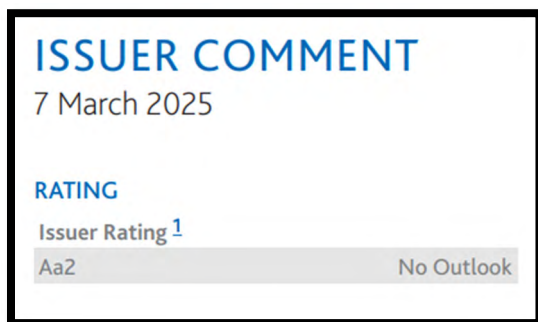 ISSUER COMMENT
7 March 2025
RATING
Issuer Rating 1
Aa2 No Outlook